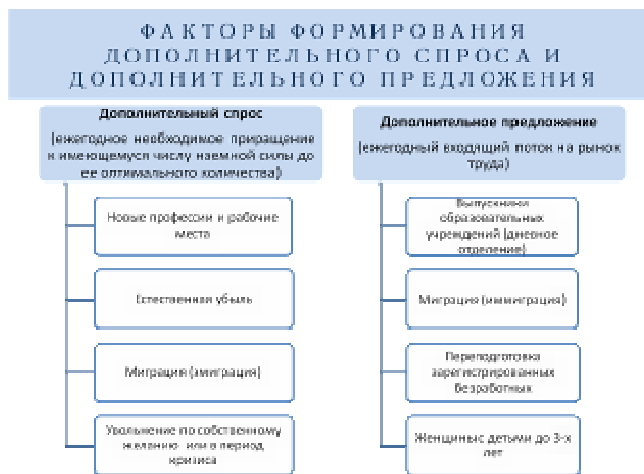 ФАКТОРЫ ФОРМИРОВАНИЯ
ДОПОЛНИТЕЛЬНОГО СПРОСА И
ДОПОЛНИТЕЛЬНОГО ПРЕДЛОЖЕНИЯ
Дополнительный спрос
(ежегодное необходимое приращение
к имеющемуся числу наемной силы до
ее оптимального количества)
Новые профессии и рабочие
места
Естественная убыль
Миграция (эмиграция)
Увольнение по собственному
желанию или в период
кризиса
Дополнительное предложение
(ежегодный входящий поток на рынок
труда)
Выпускники
образовательных
учреждений (дневное
отделение)
Миграция (иммиграция)
Переподготовка
зарегистрированных
безработных
Женщины с детьми до 3-х
лет